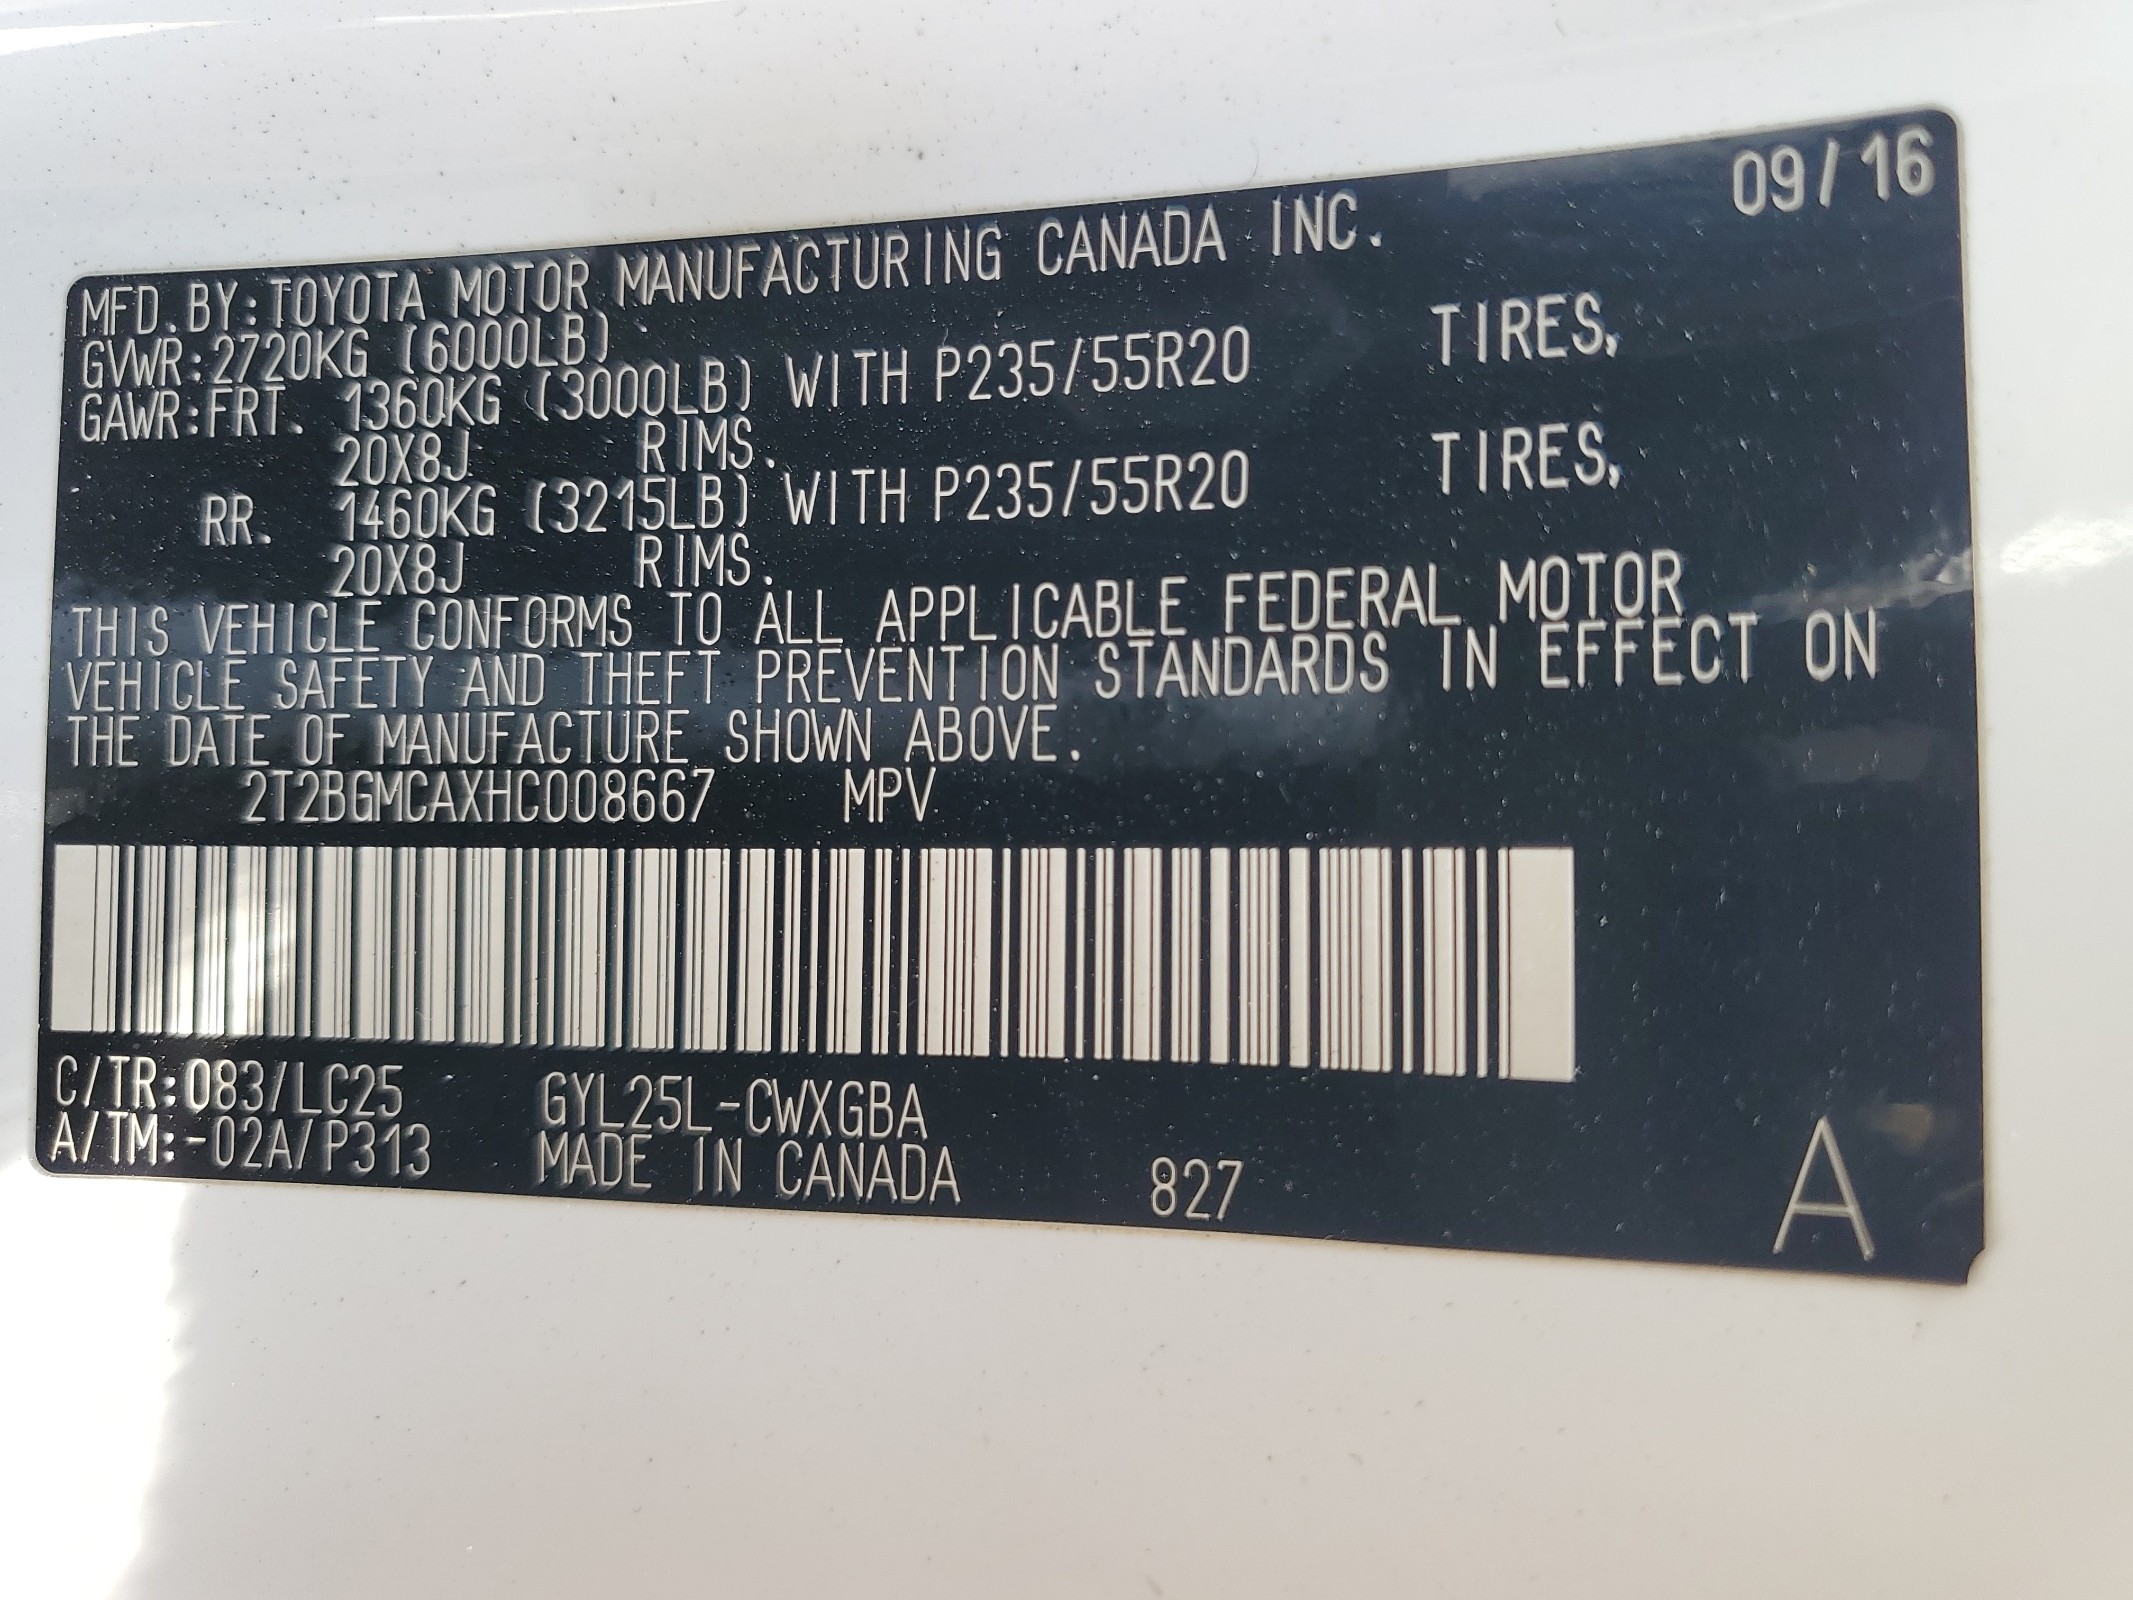 09/16
MFD. BY: TOYOTA MOTOR MANUFACTURING CANADA INC.
GVWR: 2720KG (6000LB)
GAWR: FRT. 1360KG (3000LB) WITH P235/55R20 TIRES,
20X8J RIMS.
RR. 1460KG (3215LB) WITH P235/55R20 TIRES,
20X8J RIMS.
THIS VEHICLE CONFORMS TO ALL APPLICABLE FEDERAL MOTOR
VEHICLE SAFETY AND THEFT PREVENTION STANDARDS IN EFFECT ON
THE DATE OF MANUFACTURE SHOWN ABOVE.
2T2BGMCAXHC008667 MPV
C/TR: 083/LC25 GYL25L-CWXGBA
A/TM: -02A/P313 MADE IN CANADA 827
A